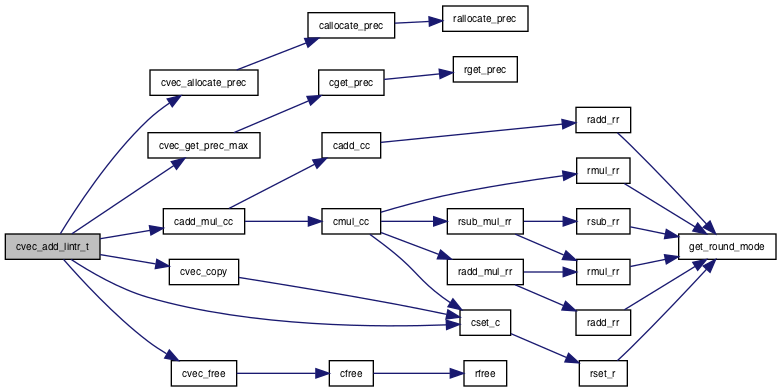 callocate_prec
rallocate_prec
cvec_allocate_prec
cget_prec
rget_prec
cvec_get_prec_max
cadd_cc
radd_rr
rmul_rr
cvec_add_lintr_t
cadd_mul_cc
cmul_cc
rsub_mul_rr
rsub_rr
get_round_mode
cvec_copy
radd_mul_rr
rmul_rr
cset_c
radd_rr
cvec_free
cfree
rfree
rset_r